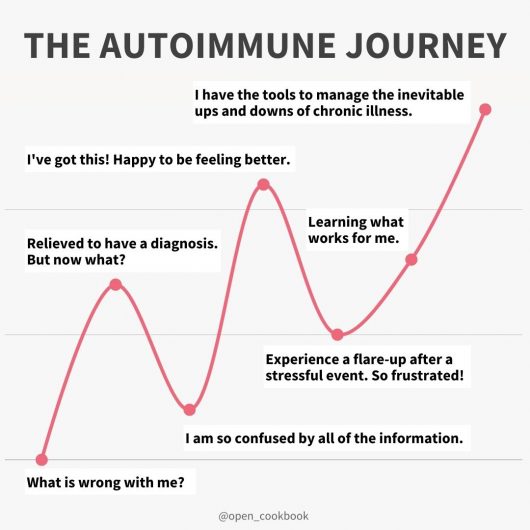 THE AUTOIMMUNE JOURNEY
I have the tools to manage the inevitable
ups and downs of chronic illness.
I've got this! Happy to be feeling better.
Learning what
works for me.
Relieved to have a diagnosis.
But now what?
Experience a flare-up after a
stressful event. So frustrated!
I am so confused by all of the information.
What is wrong with me?
@open_cookbook